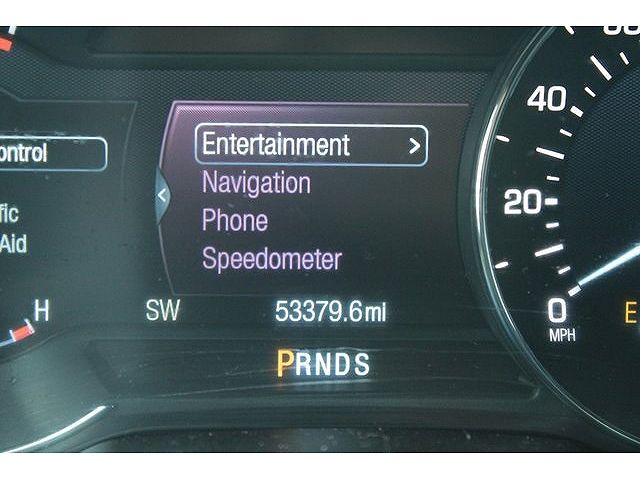 Entertainment >
Navigation
Phone
Speedometer
ontrol
fic
Aid
H
SW
53379.6mi
PRNDS
40
20
0
MPH
E